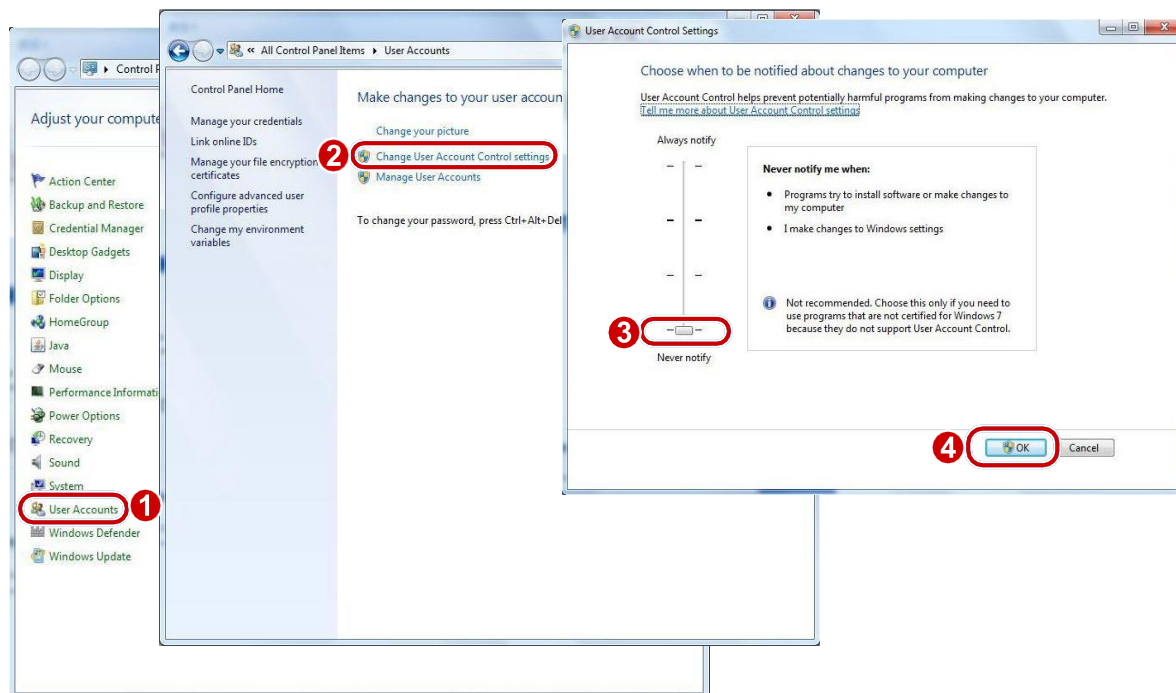 Control P
Adjust your compute
Action Center
Backup and Restore
Credential Manager
Desktop Gadgets
Display
Folder Options
HomeGroup
Java
Mouse
Performance Informati
Power Options
Recovery
Sound
System
User Accounts
1
Windows Defender
Windows Update
« All Control Panel Items ▸ User Accounts
Control Panel Home
Manage your credentials
Link online IDs
Manage your file encryption
certificates
Configure advanced user
profile properties
Change my environment
variables
Make changes to your user accoun
Change your picture
2
Change User Account Control settings
Manage User Accounts
To change your password, press Ctrl+Alt+Del
User Account Control Settings
Choose when to be notified about changes to your computer
User Account Control helps prevent potentially harmful programs from making changes to your computer.
Tell me more about User Account Control settings
Always notify
3
Never notify
Never notify me when:
• Programs try to install software or make changes to
my computer
• I make changes to Windows settings
Not recommended. Choose this only if you need to
use programs that are not certified for Windows 7
because they do not support User Account Control.
4
OK
Cancel